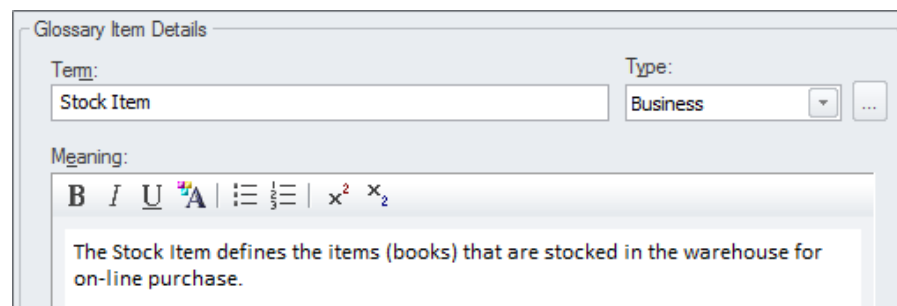 Glossary Item Details
Term: Type:
Stock Item Business ...
Meaning:
B I U A x² x₂
The Stock Item defines the items (books) that are stocked in the warehouse for
on-line purchase.